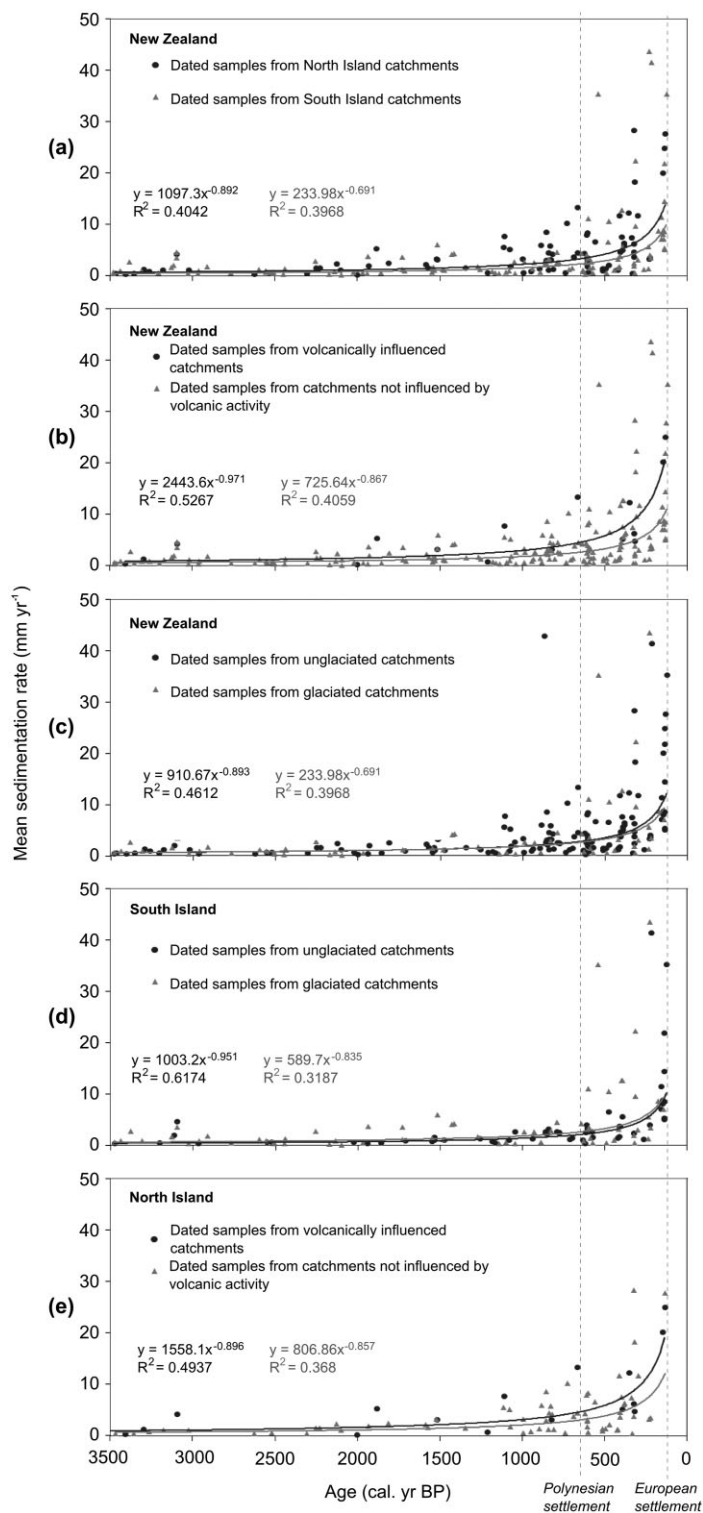 Mean sedimentation rate (mm yr-1)
(a)
New Zealand
Dated samples from North Island catchments
Dated samples from South Island catchments
y = 1097.3x-0.892
R2 = 0.4042
y = 233.98x-0.691
R2 = 0.3968
50
40
30
20
10
0
(b)
New Zealand
Dated samples from volcanically influenced
catchments
Dated samples from catchments not influenced by
volcanic activity
y = 2443.6x-0.971
R2 = 0.5267
y = 725.64x-0.867
R2 = 0.4059
50
40
30
20
10
0
(c)
New Zealand
Dated samples from unglaciated catchments
Dated samples from glaciated catchments
y = 910.67x-0.893
R2 = 0.4612
y = 233.98x-0.691
R2 = 0.3968
50
40
30
20
10
0
(d)
South Island
Dated samples from unglaciated catchments
Dated samples from glaciated catchments
y = 1003.2x-0.951
R2 = 0.6174
y = 589.7x-0.835
R2 = 0.3187
50
40
30
20
10
0
(e)
North Island
Dated samples from volcanically influenced
catchments
Dated samples from catchments not influenced by
volcanic activity
y = 1558.1x-0.896
R2 = 0.4937
y = 806.86x-0.857
R2 = 0.368
50
40
30
20
10
0
3500 3000 2500 2000 1500 1000 500 0
Age (cal. yr BP)
Polynesian
settlement
European
settlement